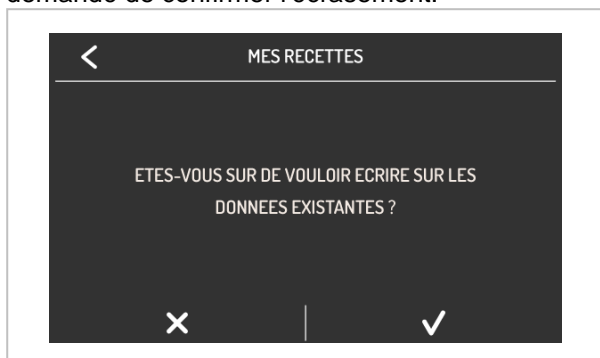 demande de confirmer l'écrasement.
MES RECETTES
ETES-VOUS SUR DE VOULOIR ECRIRE SUR LES
DONNEES EXISTANTES ?